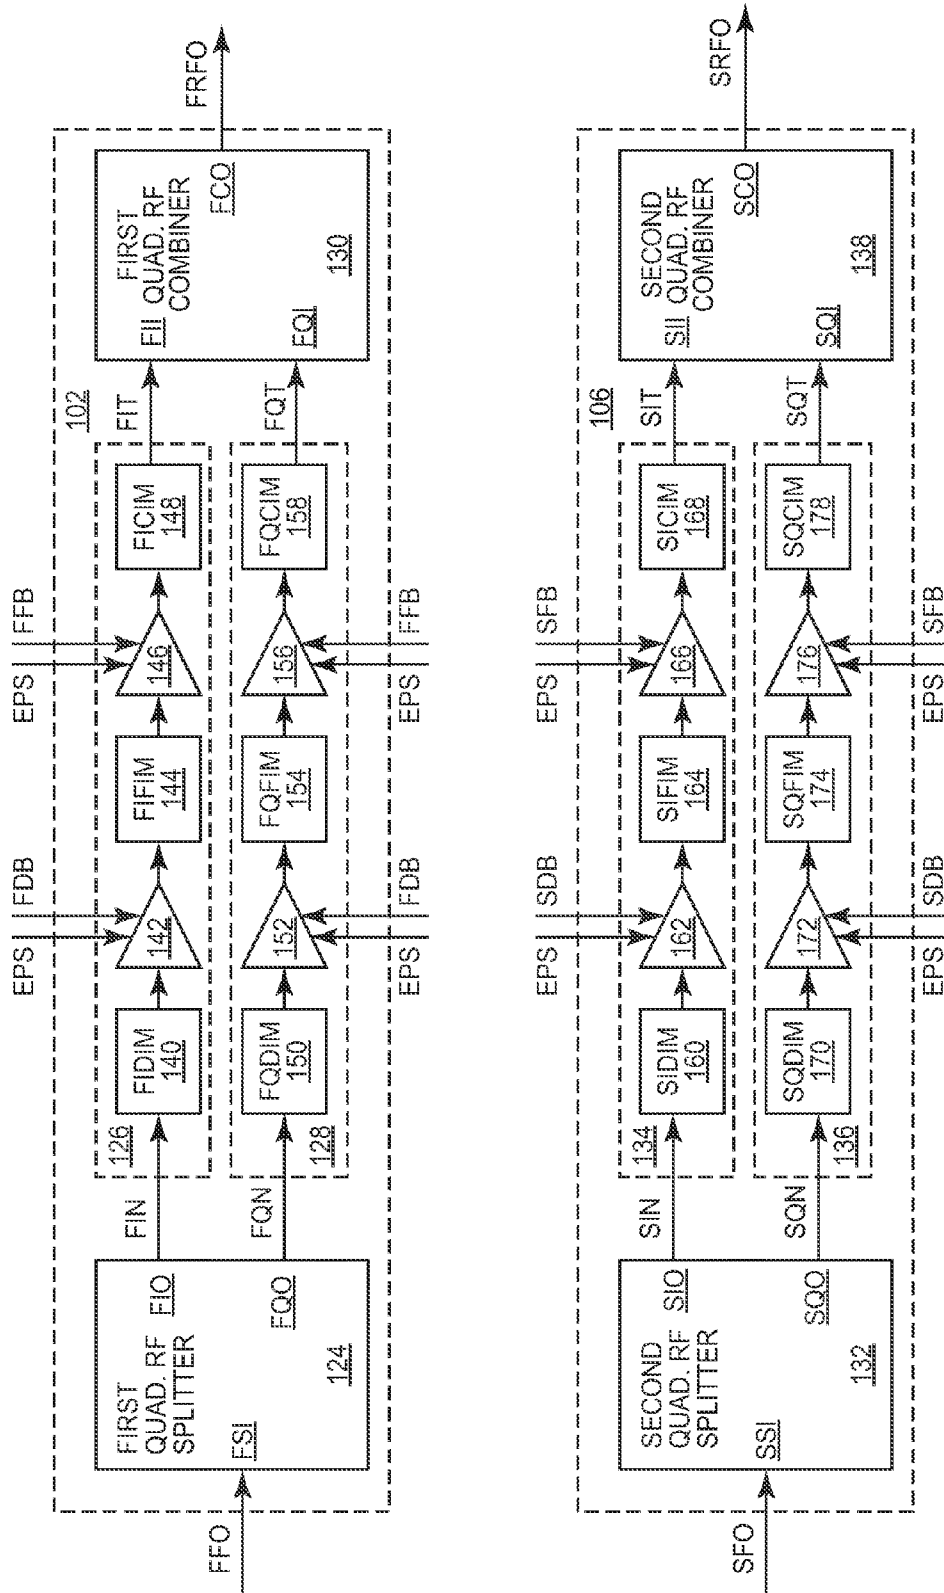 FFO
FIRST
QUAD. RF
SPLITTER
FSI
FIO
FQO
124
FIN
FQN
126
128
102
FIDIM
140
EPS
FDB
142
FIFIM
144
EPS
FFB
146
FICIM
148
FIT
FQDIM
150
152
EPS
FDB
FQFIM
154
156
EPS
FFB
FQCIM
158
FQT
FIRST
QUAD. RF
COMBINER
FII
FQI
FCO
130
FRFO
SFO
SECOND
QUAD. RF
SPLITTER
SSI
SIO
SQO
132
SIN
SQN
134
136
106
SIDIM
160
EPS
SDB
162
SIFIM
164
EPS
SFB
166
SICIM
168
SIT
SQDIM
170
172
EPS
SDB
SQFIM
174
176
EPS
SFB
SQCIM
178
SQT
SECOND
QUAD. RF
COMBINER
SII
SQI
SCO
138
SRFO